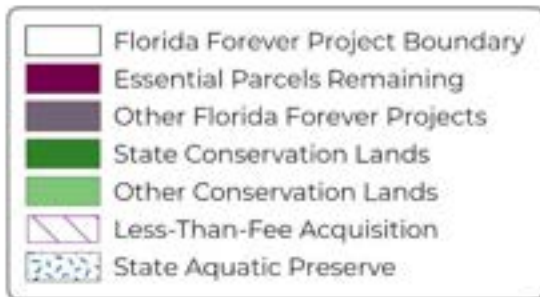 Florida Forever Project Boundary
Essential Parcels Remaining
Other Florida Forever Projects
State Conservation Lands
Other Conservation Lands
Less-Than-Fee Acquisition
State Aquatic Preserve